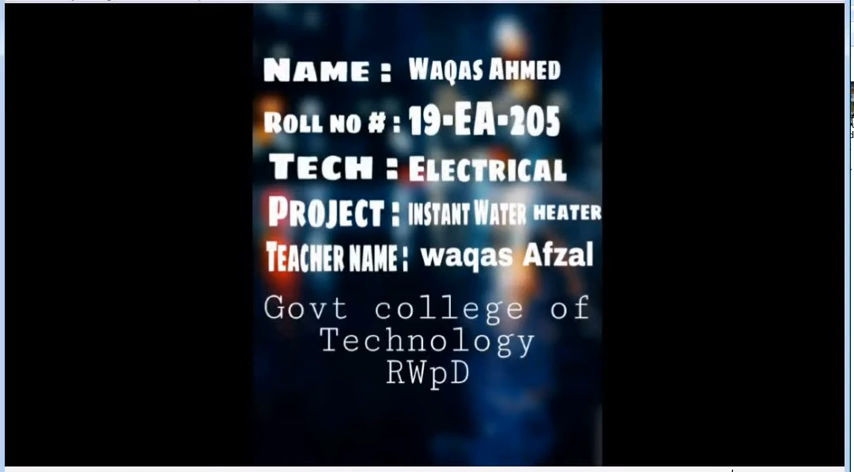 Name : Waqas Ahmed
Roll no # : 19-EA-205
Tech : Electrical
Project : instant Water heater
Teacher name : waqas Afzal
Govt college of
Technology
RWpD